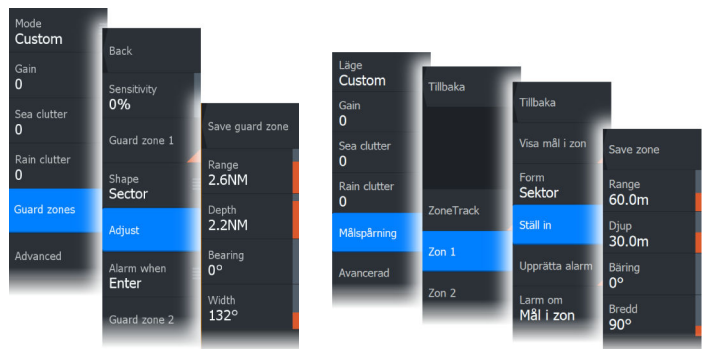 Mode
Custom
Gain
0
Sea clutter
0
Rain clutter
0
Guard zones
Advanced
Back
Sensitivity
0%
Guard zone 1
Shape
Sector
Adjust
Alarm when
Enter
Guard zone 2
Save guard zone
Range
2.6NM
Depth
2.2NM
Bearing
0°
Width
132°
Läge
Custom
Gain
0
Sea clutter
0
Rain clutter
0
Målspårning
Avancerad
Tillbaka
ZoneTrack
Zon 1
Zon 2
Tillbaka
Visa mål i zon
Form
Sektor
Ställ in
Upprätta alarm
Larm om
Mål i zon
Save zone
Range
60.0m
Djup
30.0m
Bäring
0°
Bredd
90°